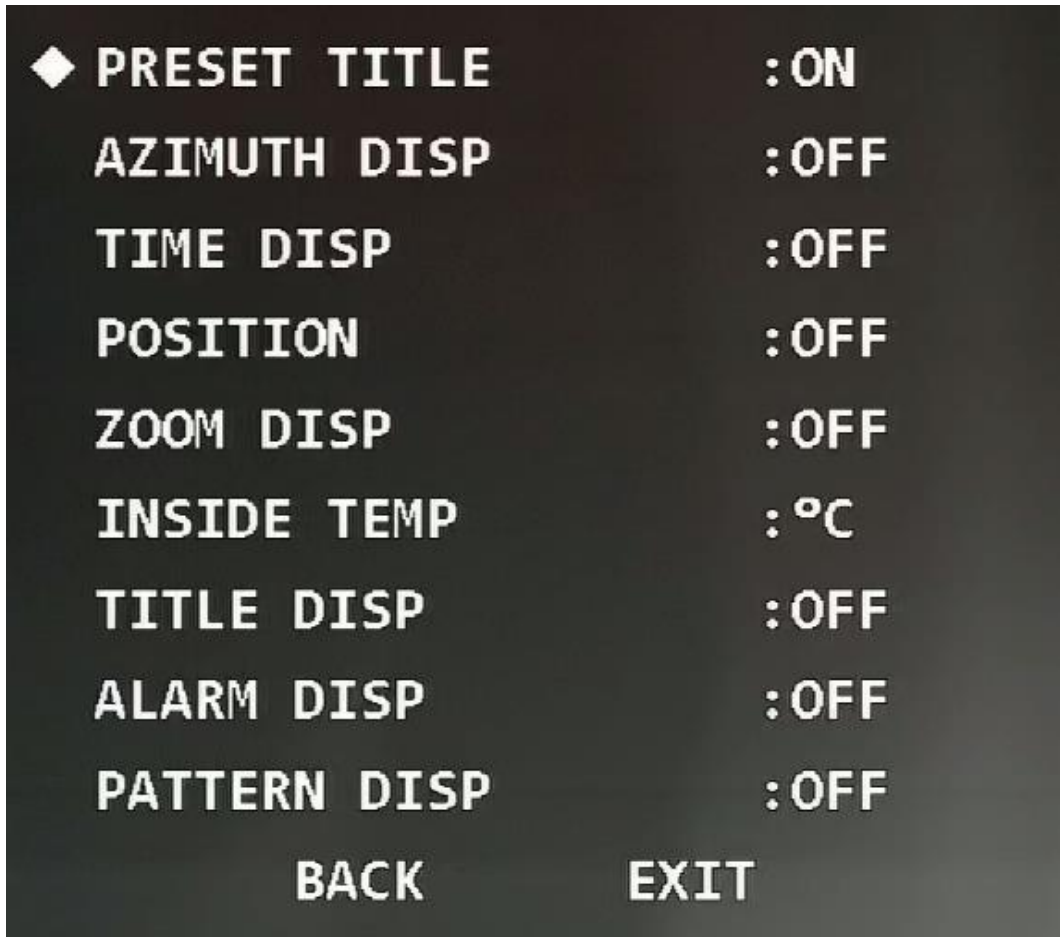 PRESET TITLE :ON
AZIMUTH DISP :OFF
TIME DISP :OFF
POSITION :OFF
ZOOM DISP :OFF
INSIDE TEMP :°C
TITLE DISP :OFF
ALARM DISP :OFF
PATTERN DISP :OFF
BACK EXIT